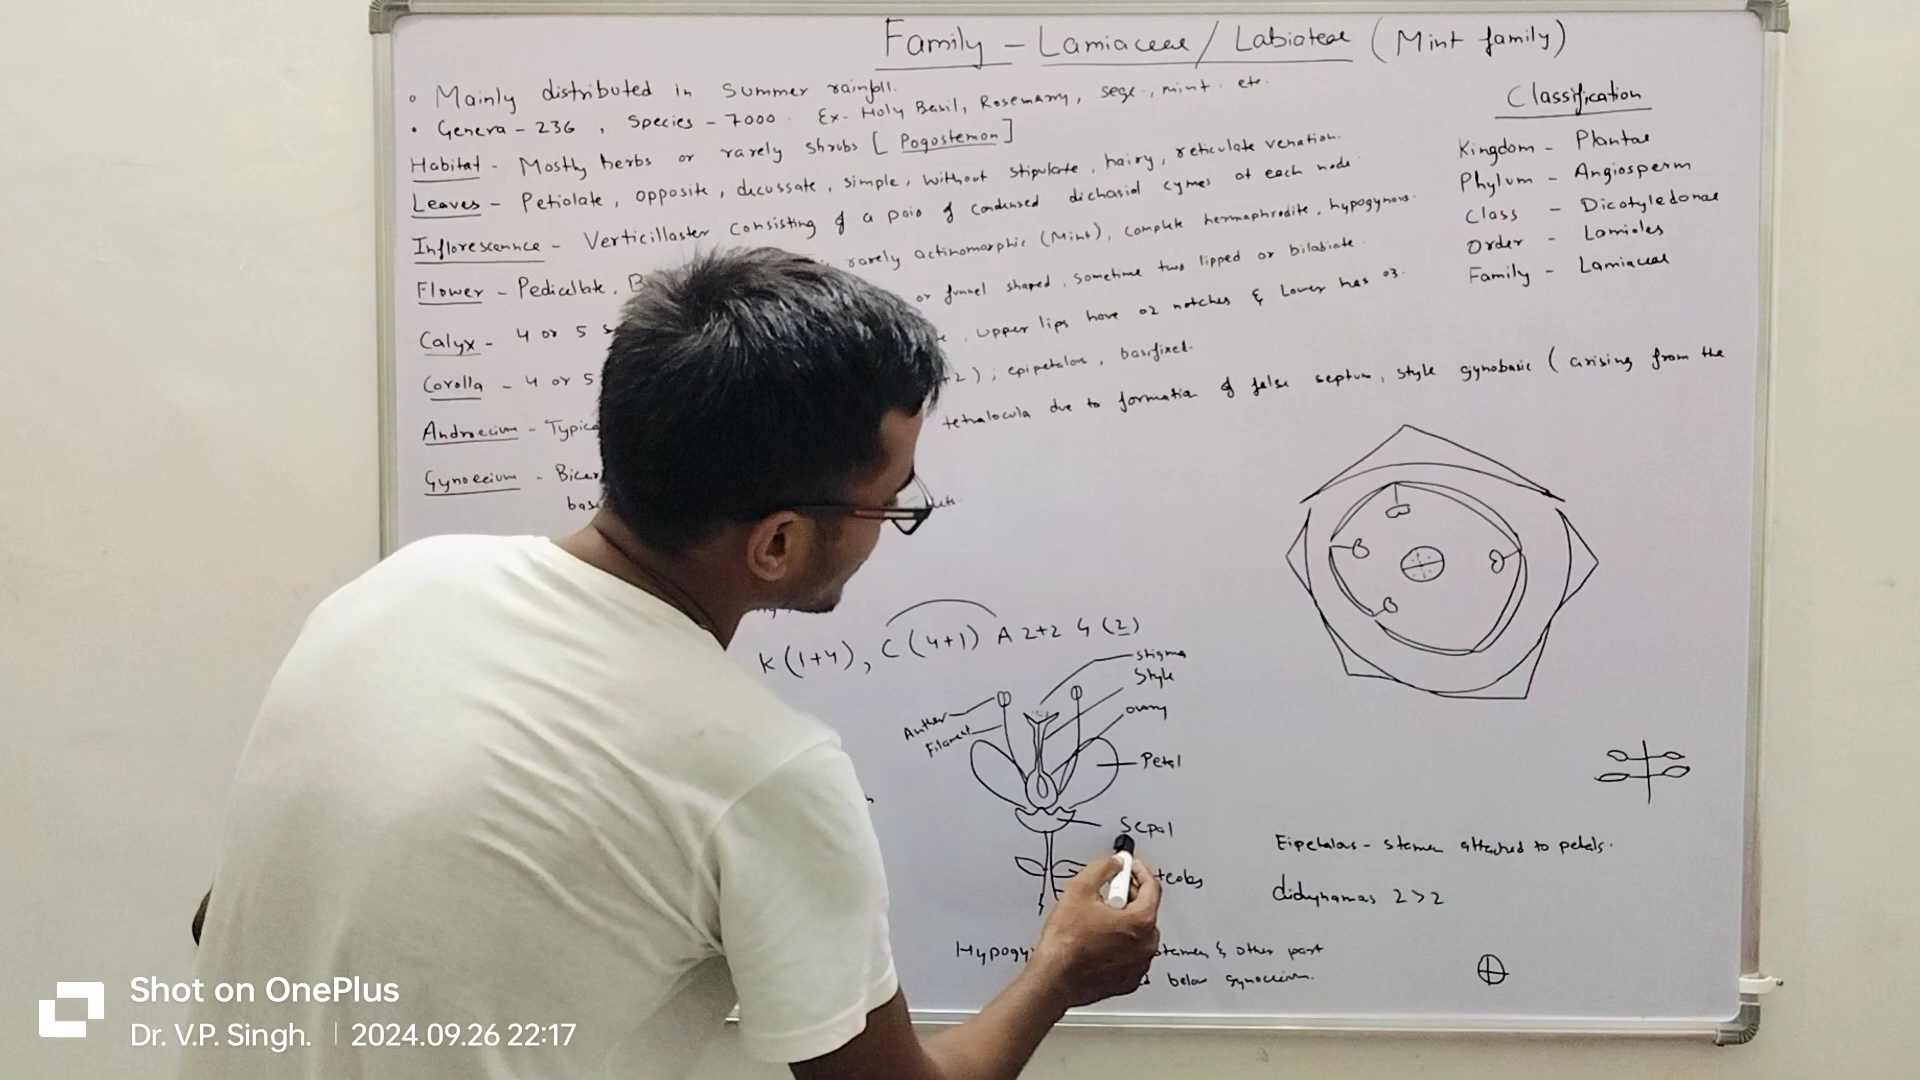 Family - Lamiaceae / Labiateae (Mint family)
• Mainly distributed in summer rainfall.
• Genera - 236, Species - 7000. Ex- Holy Basil, Rosemarry, sege, mint. etc.
Habitat - Mostly herbs or rarely shrubs [Pogostemon]
Leaves - Petiolate, opposite, decussate, simple, without stipulate, hairy, reticulate venation.
Inflorescennce - Verticillaster consisting of a pair of condensed dichasial cymes at each node.
Flower - Pedicellate, B rarely actinomorphic (Mint), complete hermaphrodite, hypogynous.
Calyx - 4 or 5 s or funnel shaped, sometime two lipped or bilabiate.
Corolla - 4 or 5 , upper lips have 02 notches & Lower has 03.
Androecium - Typica +2); epipetalous, basifixed.
Gynoecium - Bicar tetralocula due to formation of false septum, style gynobasic (arising from the
bas
Classification
Kingdom - Plantae
Phylum - Angiosperm
Class - Dicotyledonae
Order - Lamiales
Family - Lamiaceae
K(1+4), C(4+1) A 2+2 G (2)
Stigma
Style
ovary
Anther
Filament
Petal
Sepal
Eipetalous - stamen attached to petals.
didynamas 2>2
Hypogy stamen & other part
below gynoecium.
Shot on OnePlus
Dr. V.P. Singh. | 2024.09.26 22:17